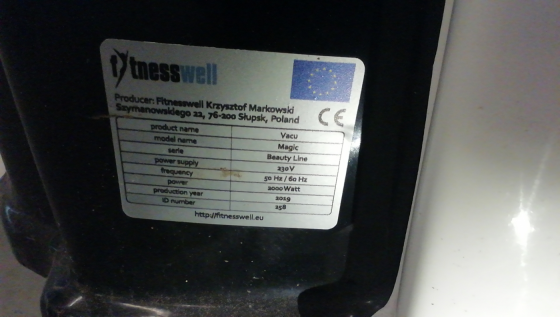 fitnesswell
Producer: Fitnesswell Krzysztof Markowski
Szymanowskiego 22, 76-200 Słupsk, Poland
CE
product name Vacu
model name Magic
serie Beauty Line
power supply 230V
frequency 50 Hz / 60 Hz
power 2000Watt
production year 2019
ID number 258
http://fitnesswell.eu